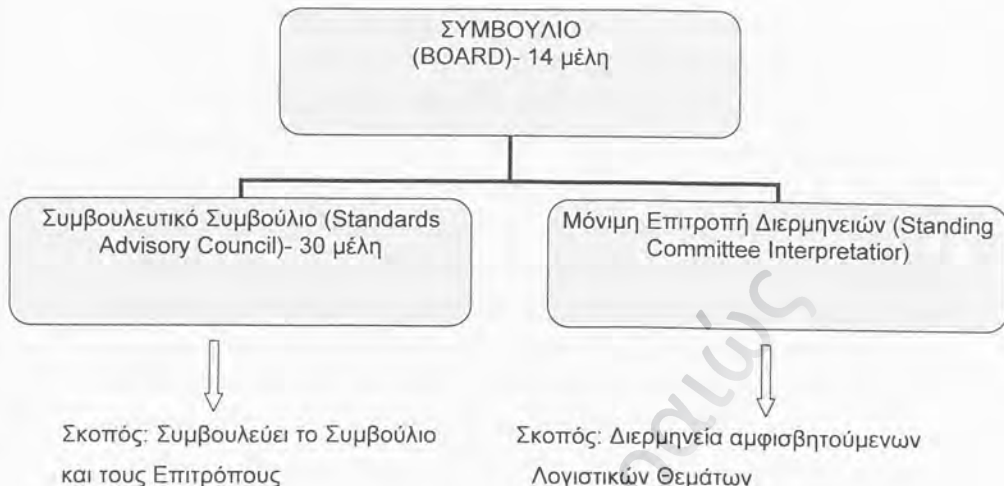 ΣΥΜΒΟΥΛΙΟ
(BOARD)- 14 μέλη
Συμβουλευτικό Συμβούλιο (Standards
Advisory Council)- 30 μέλη
Μόνιμη Επιτροπή Διερμηνειών (Standing
Committee Interpretatior)
Σκοπός: Συμβουλεύει το Συμβούλιο
και τους Επιτρόπους
Σκοπός: Διερμηνεία αμφισβητούμενων
Λογιστικών Θεμάτων